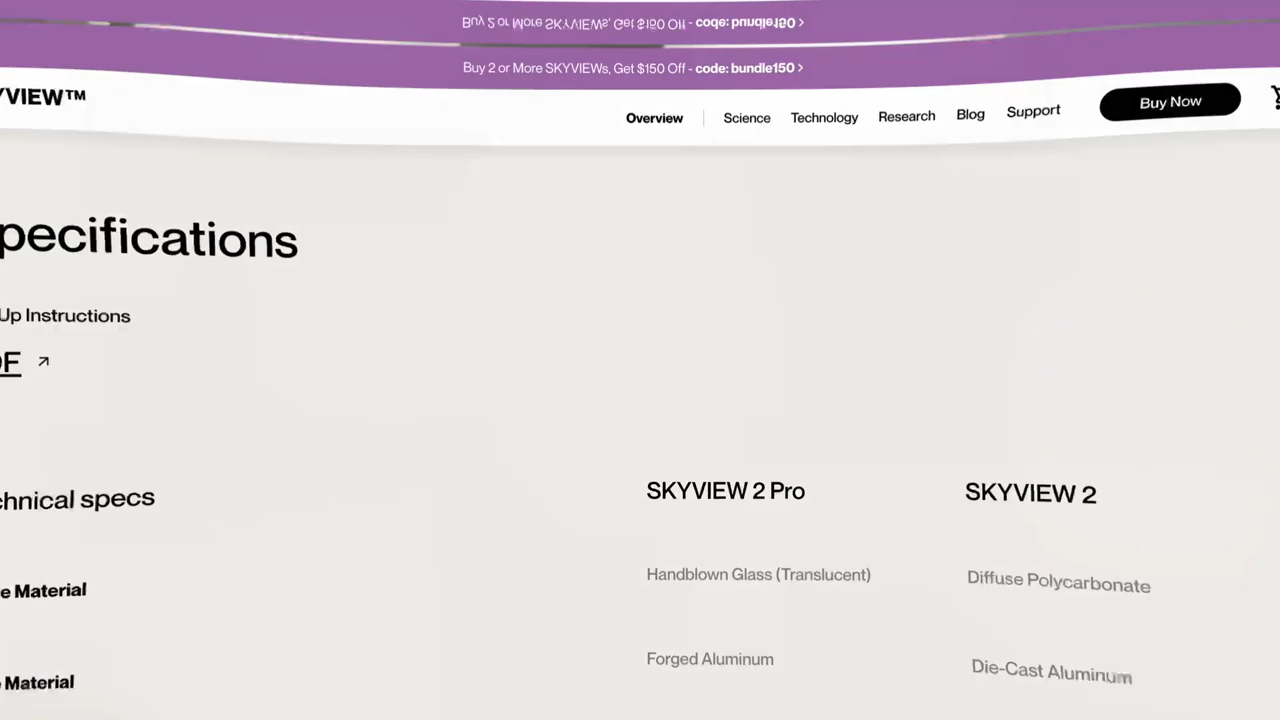 Buy 2 or More SKYVIEWs, Get $150 Off - code: bundle150 >
Buy 2 or More SKYVIEWs, Get $150 Off - code: bundle150 >
YVIEW™
Overview Science Technology Research Blog Support Buy Now
pecifications
Up Instructions
DF ↗
chnical specs SKYVIEW 2 Pro SKYVIEW 2
e Material Handblown Glass (Translucent) Diffuse Polycarbonate
Material Forged Aluminum Die-Cast Aluminum